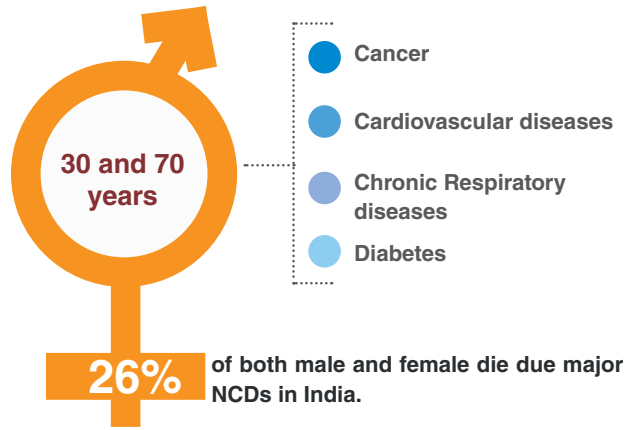 30 and 70
years
Cancer
Cardiovascular diseases
Chronic Respiratory
diseases
Diabetes
26%
of both male and female die due major
NCDs in India.